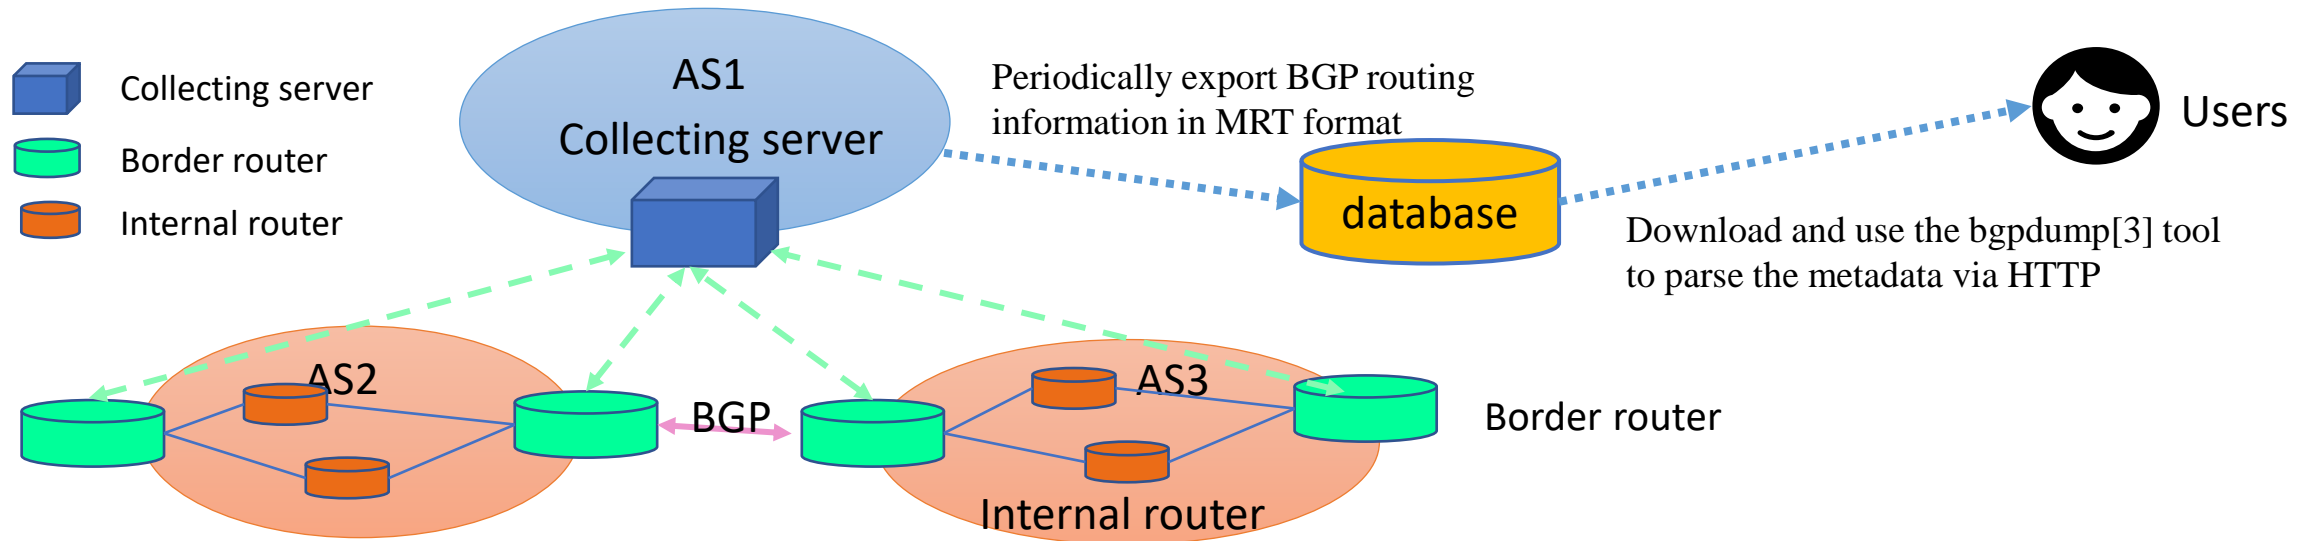 Collecting server
Border router
Internal router
AS1
Collecting server
Periodically export BGP routing
information in MRT format
database
Users
Download and use the bgpdump[3] tool
to parse the metadata via HTTP
AS2
BGP
AS3
Border router
Internal router